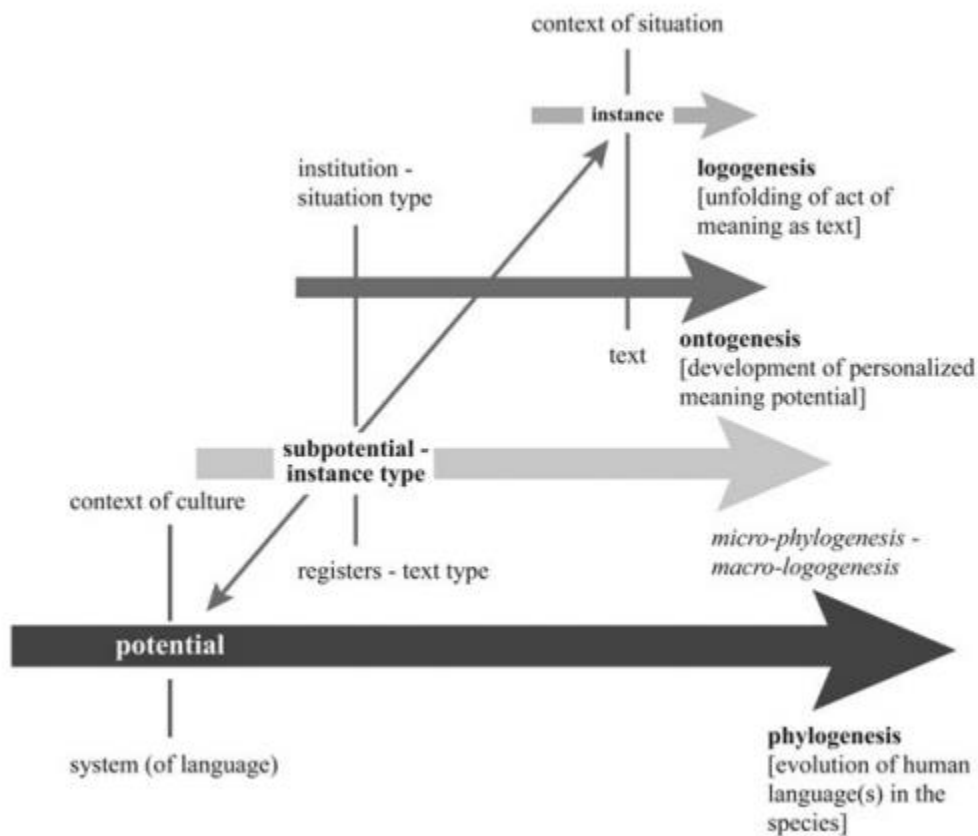 context of situation
instance
institution -
situation type
logogenesis
[unfolding of act of
meaning as text]
ontogenesis
[development of personalized
meaning potential]
text
subpotential -
instance type
context of culture
registers - text type
micro-phylogenesis -
macro-logogenesis
potential
system (of language)
phylogenesis
[evolution of human
language(s) in the
species]